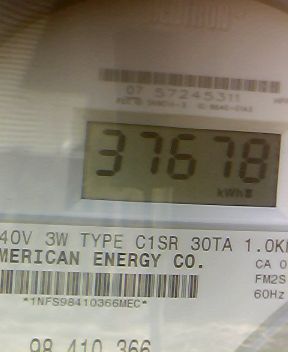 07 57245311
37678
kWh
40V 3W TYPE C1SR 30TA 1.0K
MERICAN ENERGY CO.
CA 0
FM2S
60Hz
*1NFS98410366MEC*
98 410 366